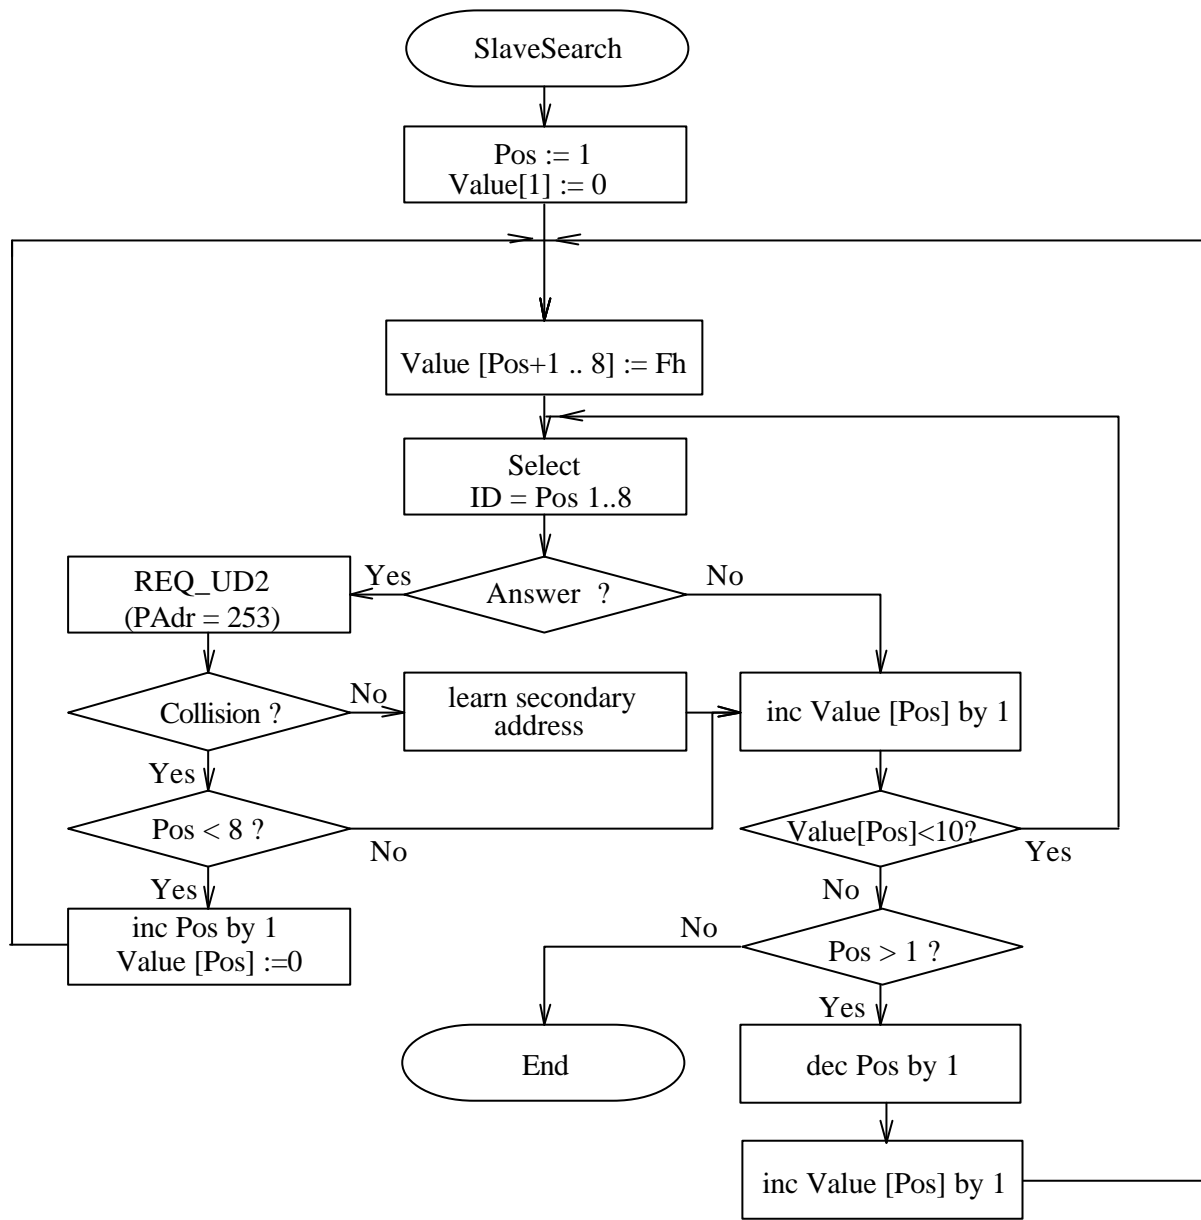 SlaveSearch
Pos := 1
Value[1] := 0
Value [Pos+1 .. 8] := Fh
Select
ID = Pos 1..8
Answer ?
Yes
No
REQ_UD2
(PAdr = 253)
Collision ?
No
Yes
learn secondary
address
inc Value [Pos] by 1
Pos < 8 ?
No
Yes
Value[Pos]<10?
Yes
No
inc Pos by 1
Value [Pos] :=0
Pos > 1 ?
No
Yes
End
dec Pos by 1
inc Value [Pos] by 1